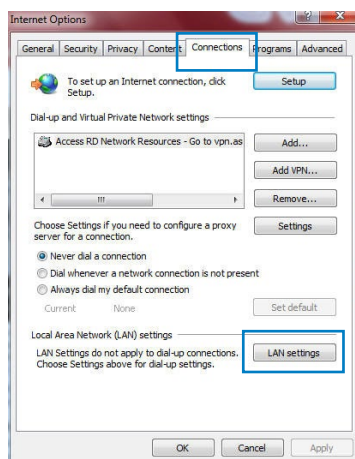 Internet Options
General Security Privacy Content Connections Programs Advanced
To set up an Internet connection, click
Setup.
Setup
Dial-up and Virtual Private Network settings
Access RD Network Resources - Go to vpn.as
Add...
Add VPN...
Remove...
Choose Settings if you need to configure a proxy
server for a connection.
Settings
Never dial a connection
Dial whenever a network connection is not present
Always dial my default connection
Current None
Set default
Local Area Network (LAN) settings
LAN Settings do not apply to dial-up connections.
Choose Settings above for dial-up settings.
LAN settings
OK Cancel Apply